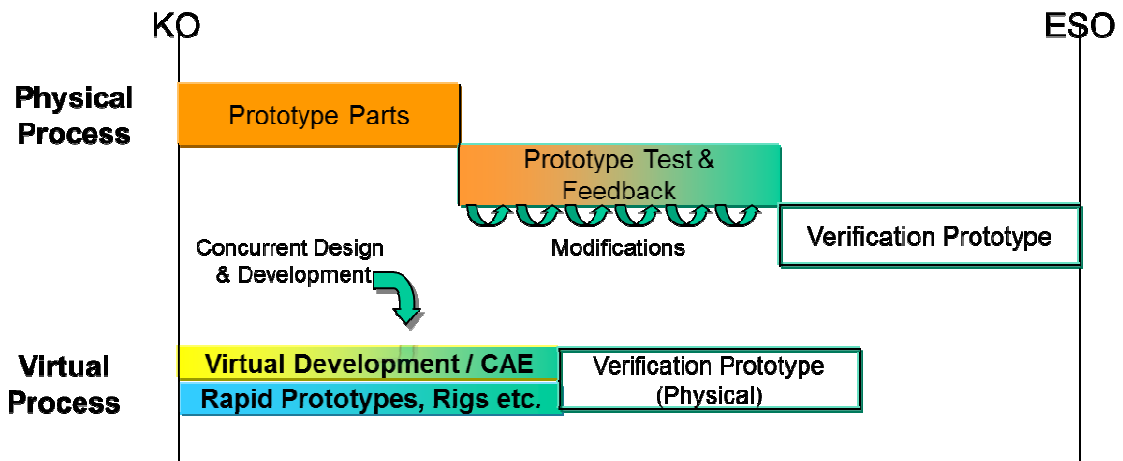 KO
ESO
Physical
Process
Prototype Parts
Prototype Test &
Feedback
Modifications
Verification Prototype
Concurrent Design
& Development
Virtual
Process
Virtual Development / CAE
Rapid Prototypes, Rigs etc.
Verification Prototype
(Physical)